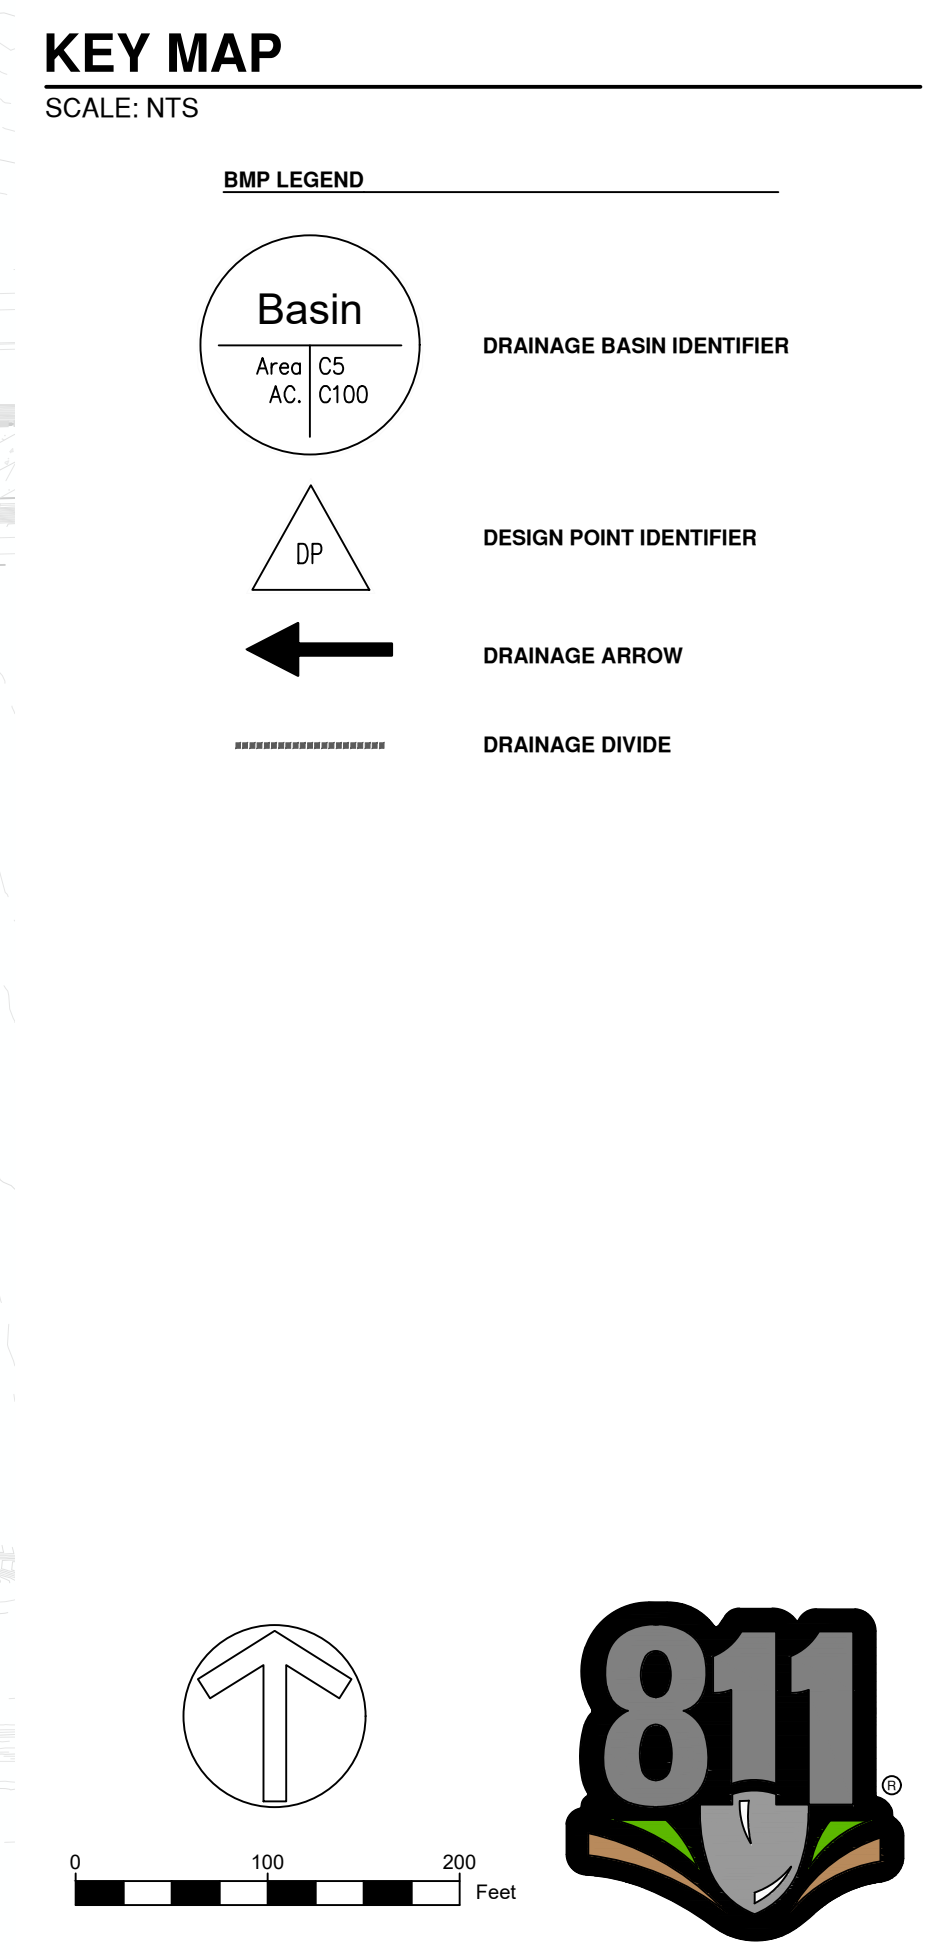 KEY MAP
SCALE: NTS
BMP LEGEND
Basin
Area C5
AC. C100
DRAINAGE BASIN IDENTIFIER
DP
DESIGN POINT IDENTIFIER
DRAINAGE ARROW
DRAINAGE DIVIDE
811
®
0 100 200
Feet